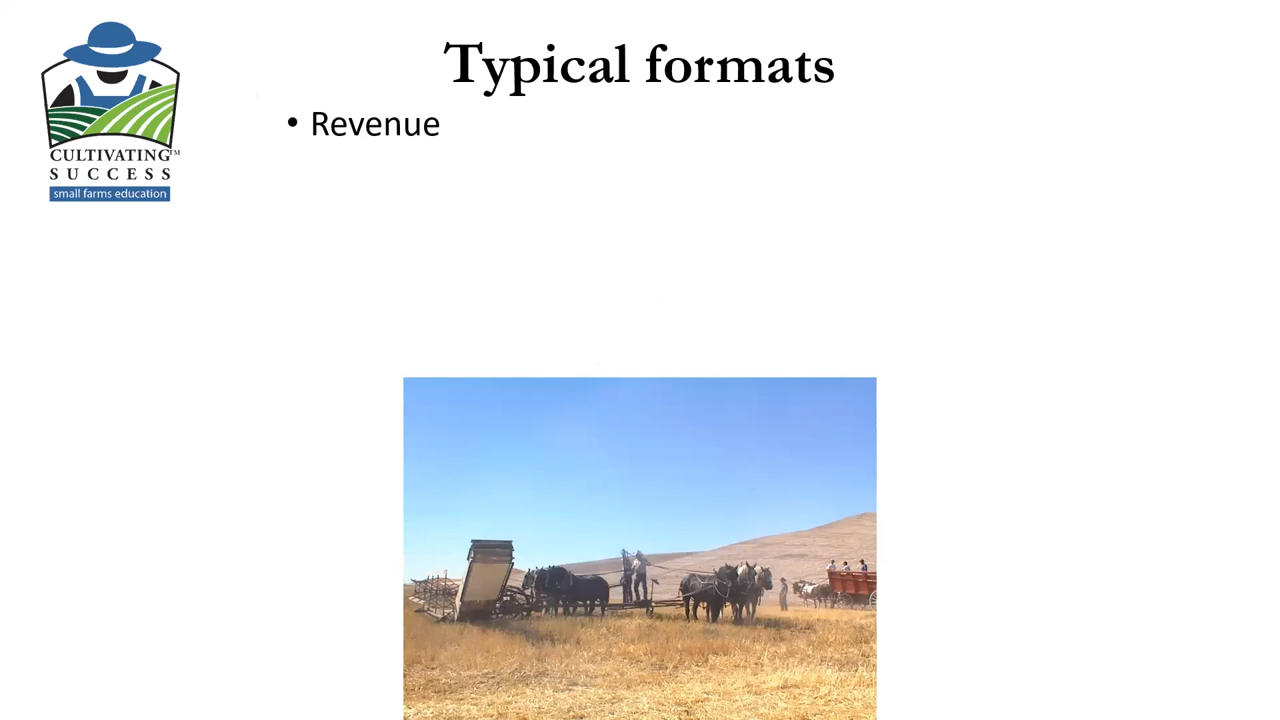 Typical formats
• Revenue
CULTIVATING™
SUCCESS
small farms education